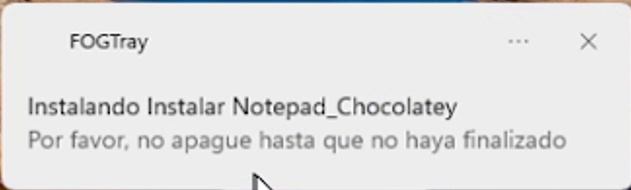 FOGTray
Instalando Instalar Notepad_Chocolatey
Por favor, no apague hasta que no haya finalizado